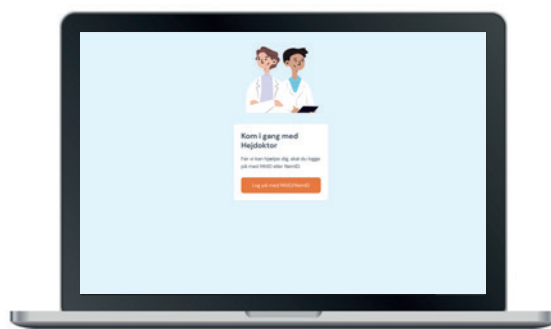 Kom i gang med
Hejdoktor
Før vi kan hjælpe dig, skal du logge
på med MitID eller NemID.
Log på med MitID/NemID